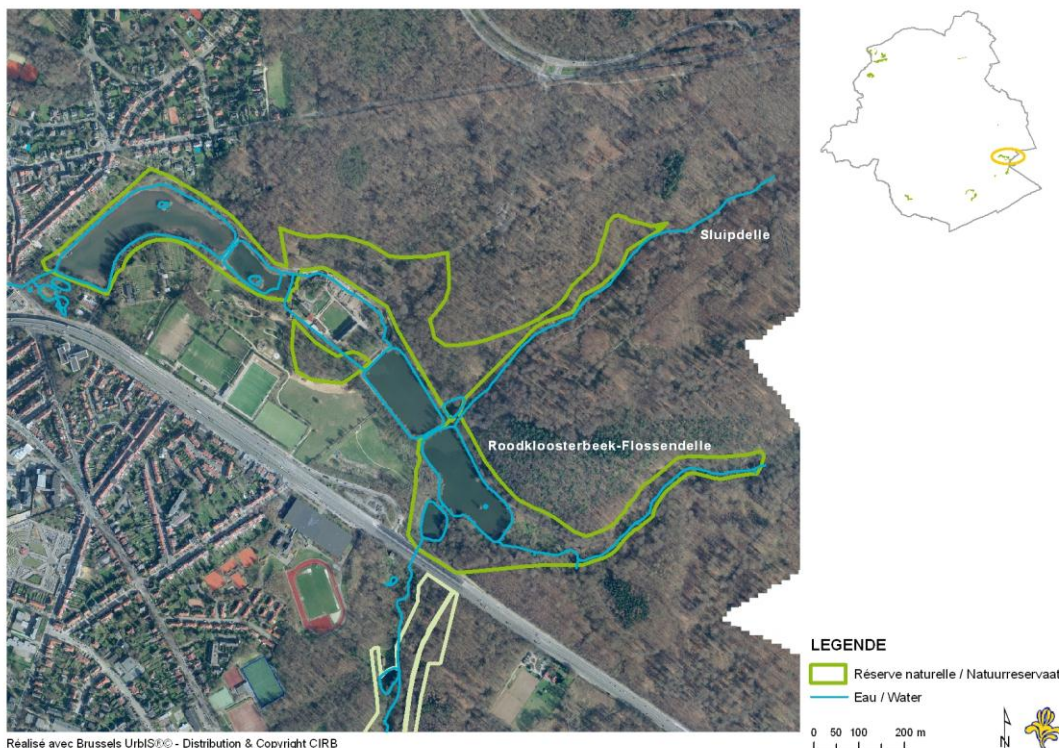 Sluipdelle
Roodkloosterbeek-Flossendelle
LEGENDE
Réserve naturelle / Natuurreservaat
Eau / Water
0 50 100 200 m
N
Réalisé avec Brussels UrbIS©© - Distribution & Copyright CIRB